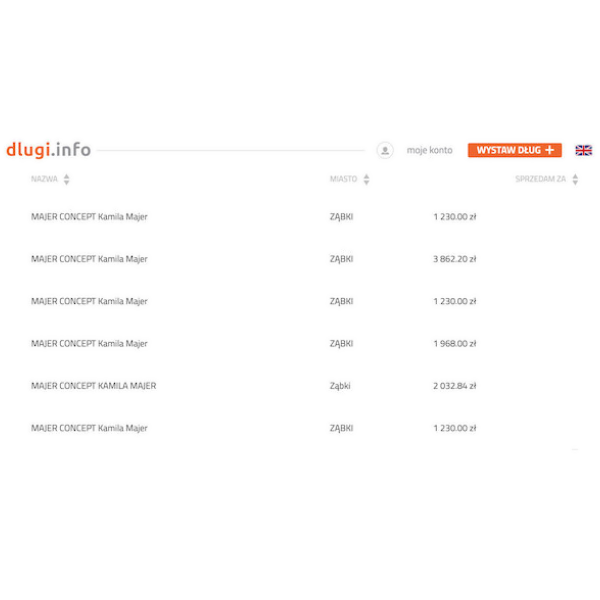 dlugi.info moje konto WYSTAW DŁUG +
NAZWA MIASTO SPRZEDAM ZA
MAJER CONCEPT Kamila Majer ZĄBKI 1 230.00 zł
MAJER CONCEPT Kamila Majer ZĄBKI 3 862.20 zł
MAJER CONCEPT Kamila Majer ZĄBKI 1 230.00 zł
MAJER CONCEPT Kamila Majer ZĄBKI 1 968.00 zł
MAJER CONCEPT KAMILA MAJER Ząbki 2 032.84 zł
MAJER CONCEPT Kamila Majer ZĄBKI 1 230.00 zł